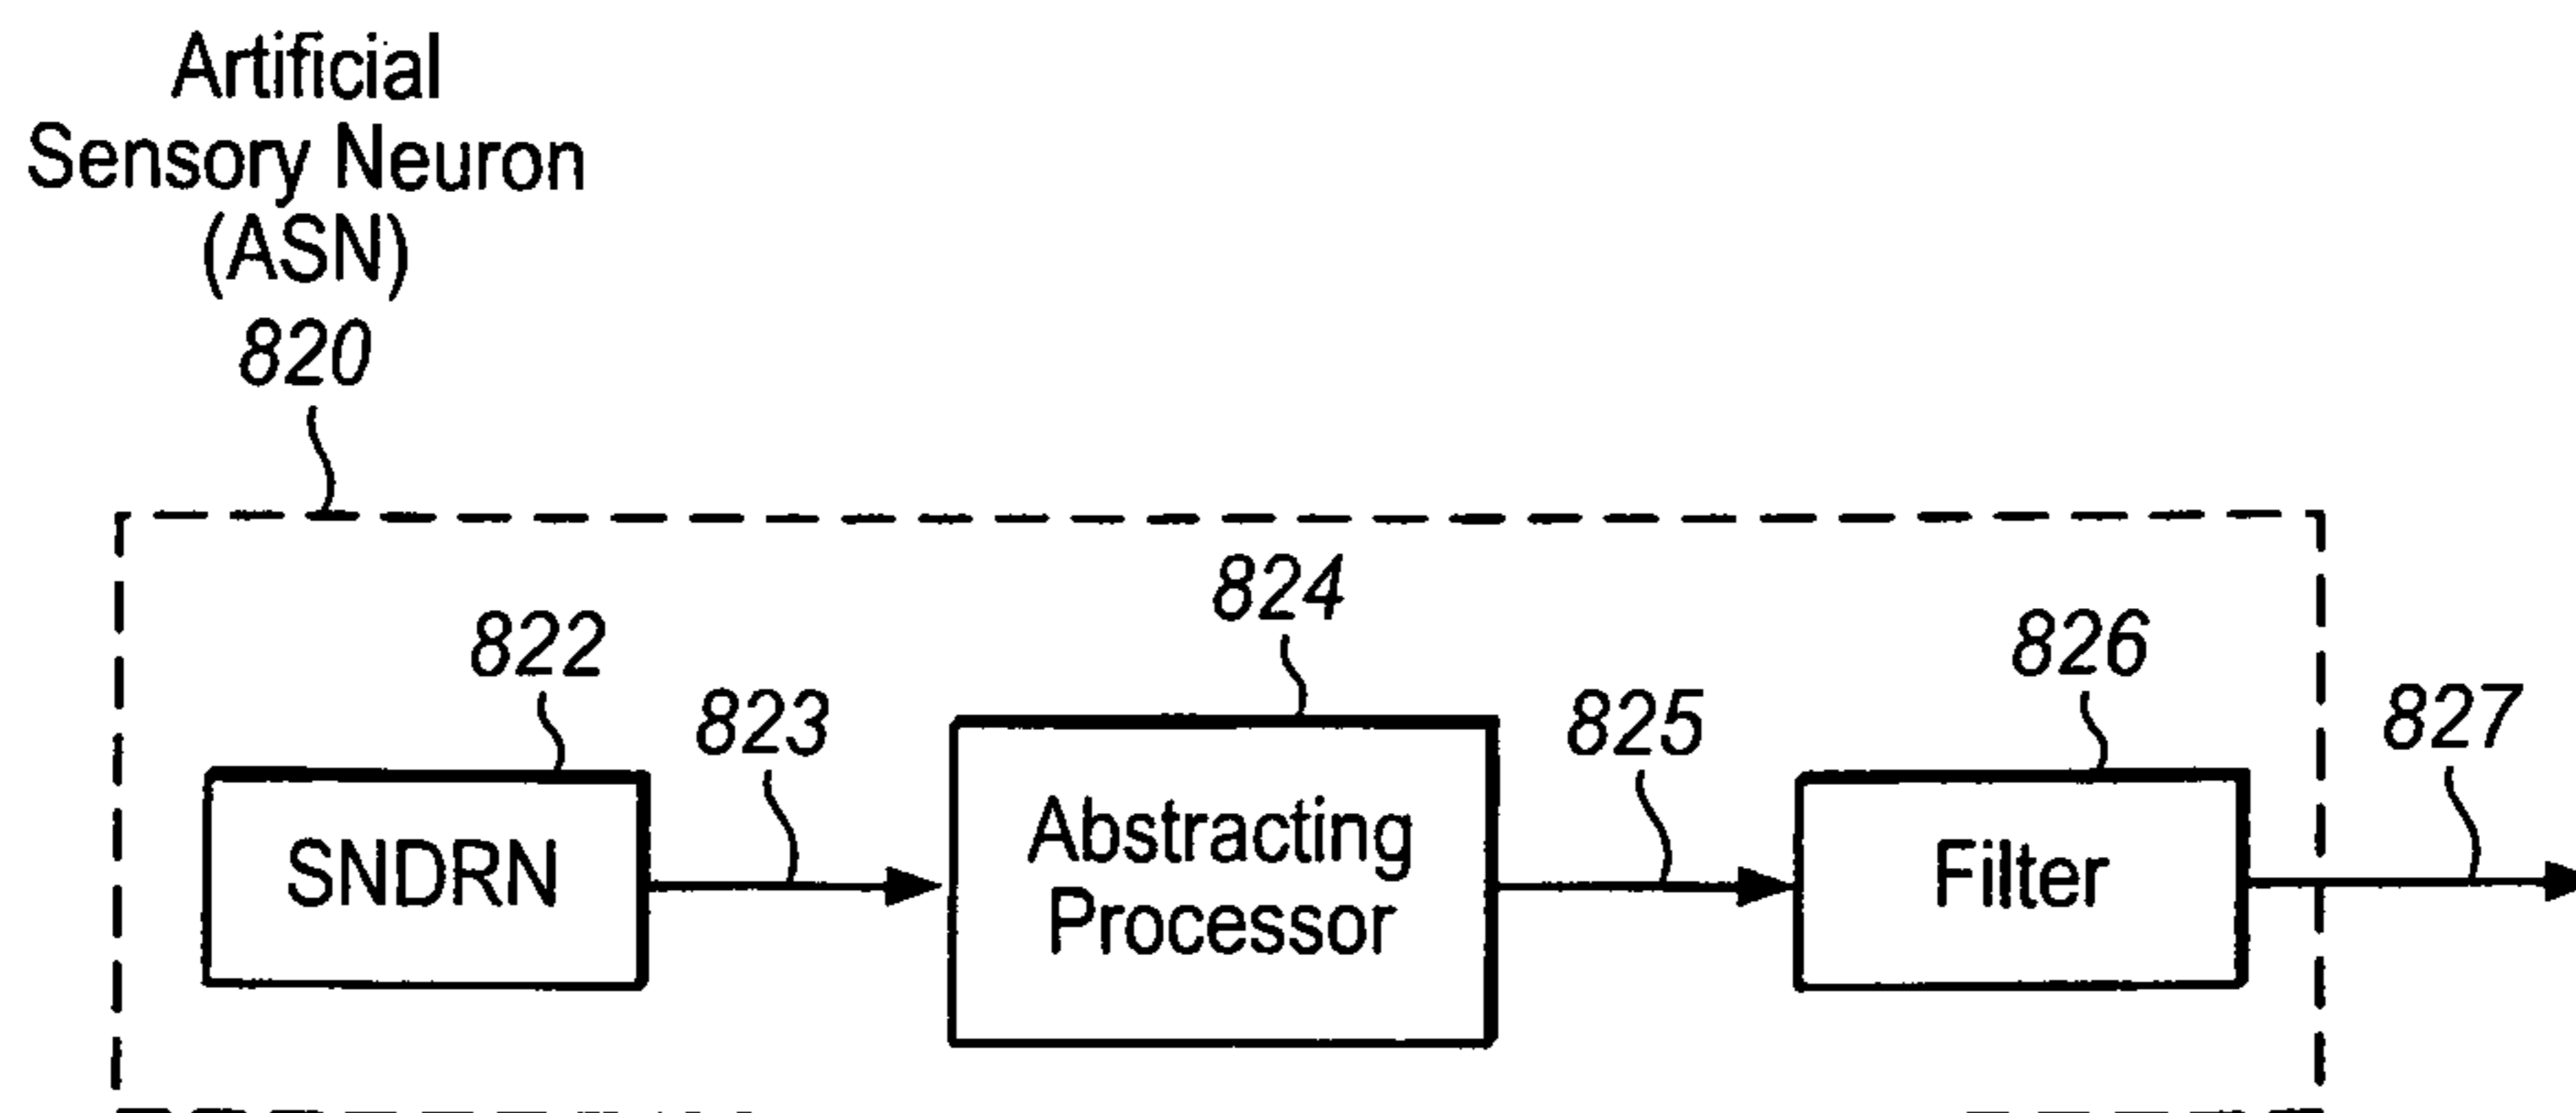 Artificial
Sensory Neuron
(ASN)
820
824
822
826
823
825
827
SNDRN
Abstracting
Processor
Filter